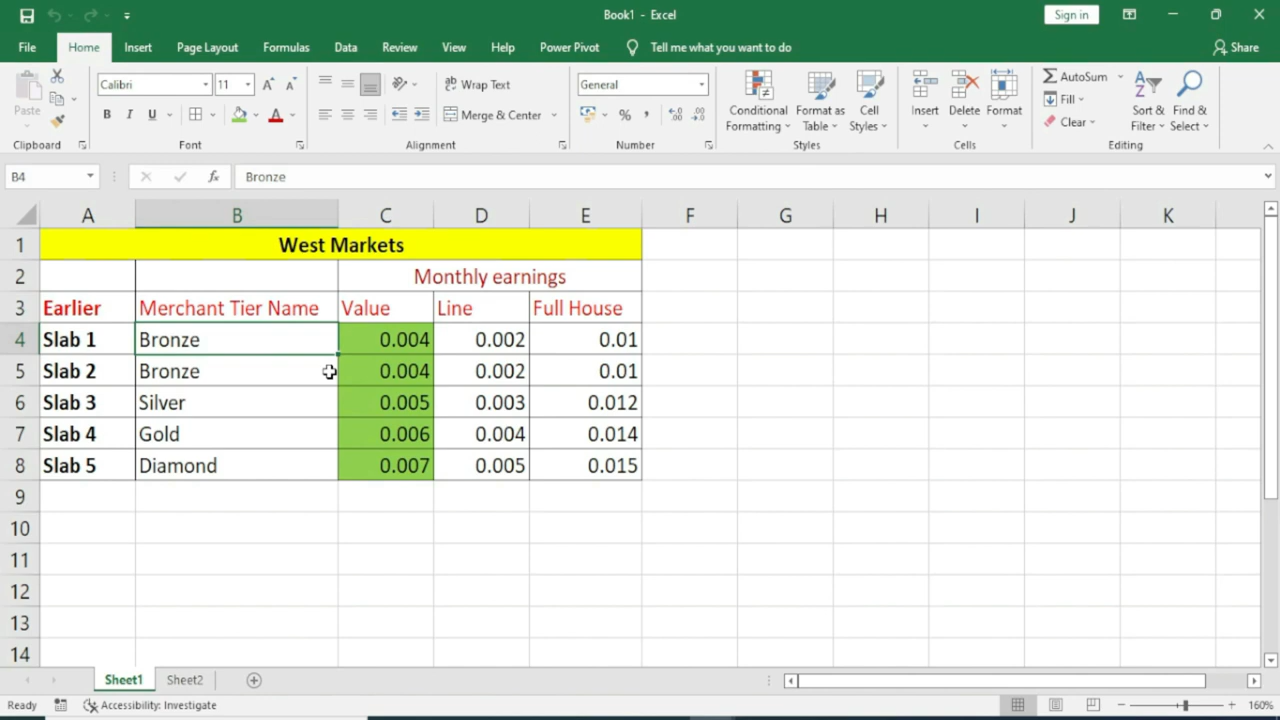 Book1 - Excel
Sign in
File Home Insert Page Layout Formulas Data Review View Help Power Pivot Tell me what you want to do Share
Paste
Calibri 11
B I U
Wrap Text
Merge & Center
General
% ,
Conditional Formatting
Format as Table
Cell Styles
Insert Delete Format
AutoSum
Fill
Clear
Sort & Filter
Find & Select
Clipboard Font Alignment Number Styles Cells Editing
B4 fx Bronze
A B C D E F G H I J K
1 West Markets
2 Monthly earnings
3 Earlier Merchant Tier Name Value Line Full House
4 Slab 1 Bronze 0.004 0.002 0.01
5 Slab 2 Bronze 0.004 0.002 0.01
6 Slab 3 Silver 0.005 0.003 0.012
7 Slab 4 Gold 0.006 0.004 0.014
8 Slab 5 Diamond 0.007 0.005 0.015
9
10
11
12
13
14
Sheet1 Sheet2
Ready Accessibility: Investigate 160%